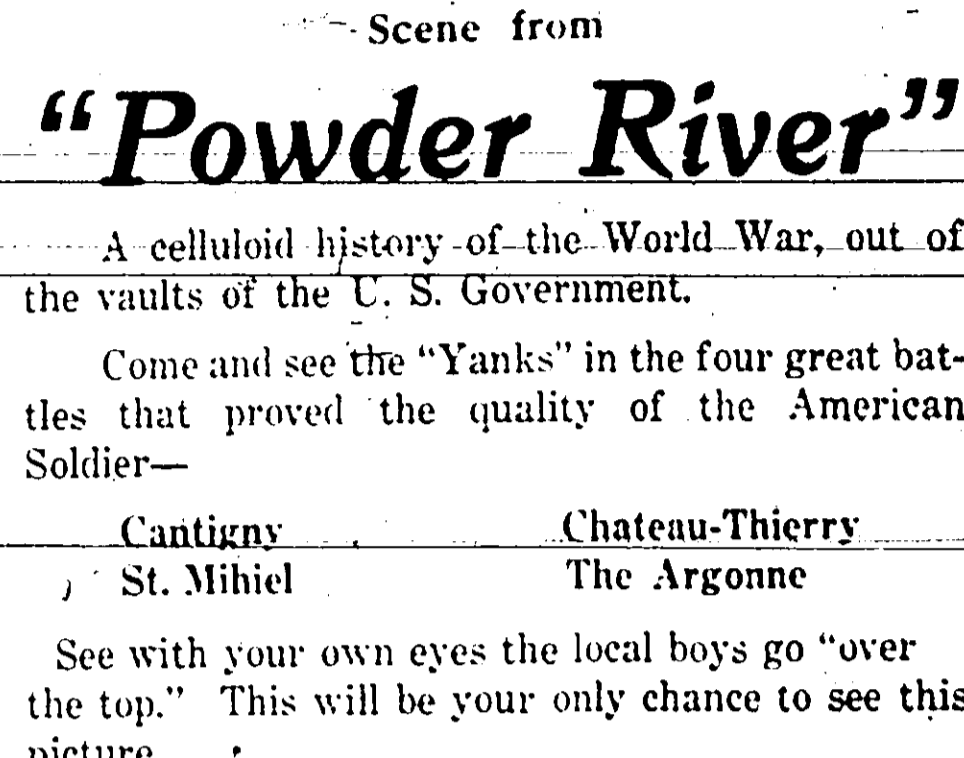 Scene from
"Powder River"
A celluloid history of the World War, out of
the vaults of the U. S. Government.
Come and see the "Yanks" in the four great bat-
tles that proved the quality of the American
Soldier—
Cantigny Chateau-Thierry
St. Mihiel The Argonne
See with your own eyes the local boys go "over
the top." This will be your only chance to see this
picture